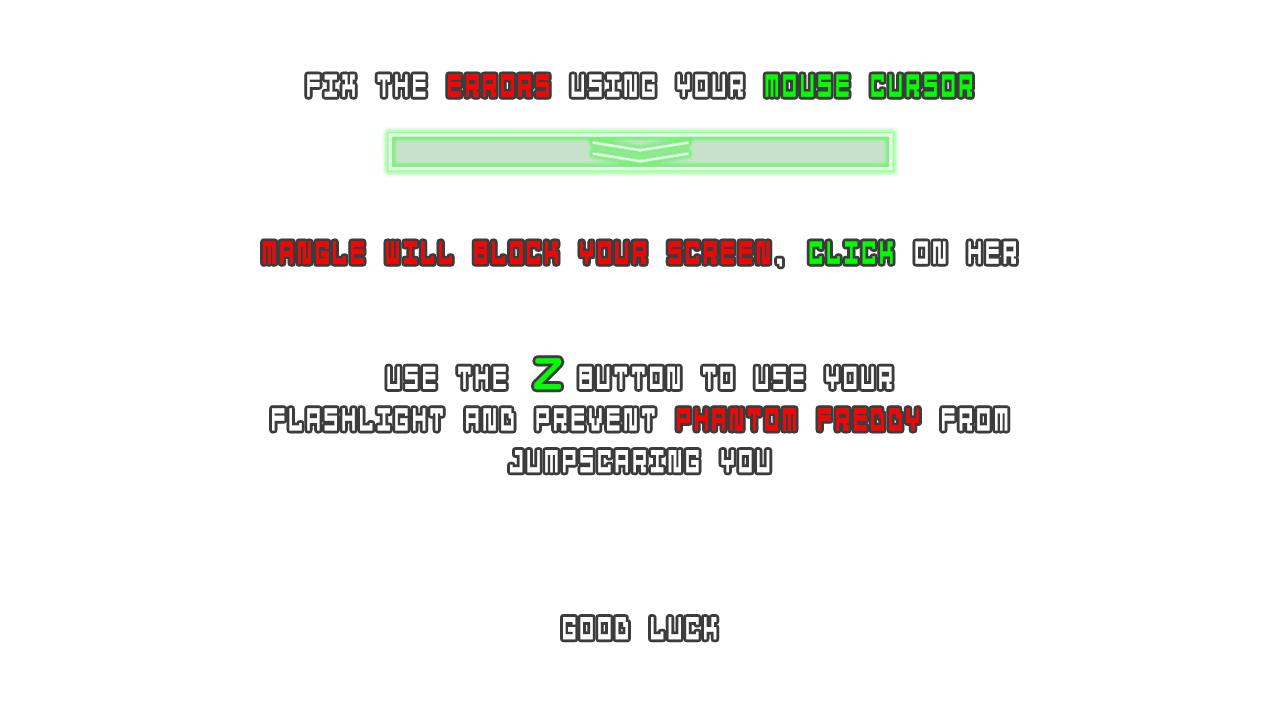 FIX THE ERRORS USING YOUR MOUSE CURSOR
MANGLE WILL BLOCK YOUR SCREEN, CLICK ON HER
USE THE Z BUTTON TO USE YOUR
FLASHLIGHT AND PREVENT PHANTOM FREDDY FROM
JUMPSCARING YOU
GOOD LUCK